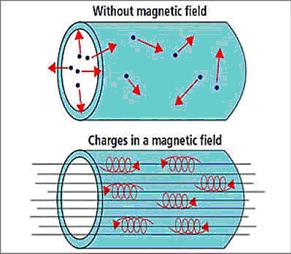 Without magnetic field
Charges in a magnetic field